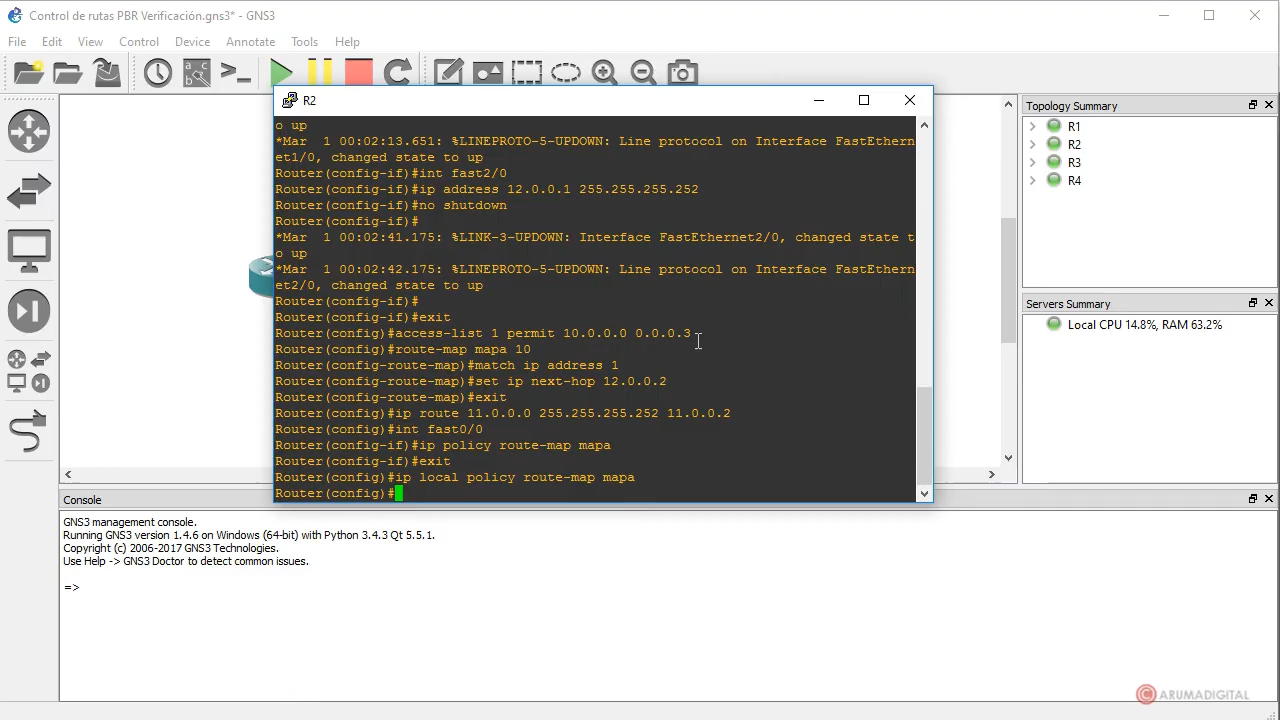 Control de rutas PBR Verificación.gns3* - GNS3
File Edit View Control Device Annotate Tools Help
R2
o up
*Mar  1 00:02:13.651: %LINEPROTO-5-UPDOWN: Line protocol on Interface FastEthern
et1/0, changed state to up
Router(config-if)#int fast2/0
Router(config-if)#ip address 12.0.0.1 255.255.255.252
Router(config-if)#no shutdown
Router(config-if)#
*Mar  1 00:02:41.175: %LINK-3-UPDOWN: Interface FastEthernet2/0, changed state t
o up
*Mar  1 00:02:42.175: %LINEPROTO-5-UPDOWN: Line protocol on Interface FastEthern
et2/0, changed state to up
Router(config-if)#
Router(config-if)#exit
Router(config)#access-list 1 permit 10.0.0.0 0.0.0.3
Router(config)#route-map mapa 10
Router(config-route-map)#match ip address 1
Router(config-route-map)#set ip next-hop 12.0.0.2
Router(config-route-map)#exit
Router(config)#ip route 11.0.0.0 255.255.255.252 11.0.0.2
Router(config)#int fast0/0
Router(config-if)#ip policy route-map mapa
Router(config-if)#exit
Router(config)#ip local policy route-map mapa
Router(config)#
Topology Summary
R1
R2
R3
R4
Servers Summary
Local CPU 14.8%, RAM 63.2%
Console
GNS3 management console.
Running GNS3 version 1.4.6 on Windows (64-bit) with Python 3.4.3 Qt 5.5.1.
Copyright (c) 2006-2017 GNS3 Technologies.
Use Help -> GNS3 Doctor to detect common issues.
=>
© ARUMADIGITAL